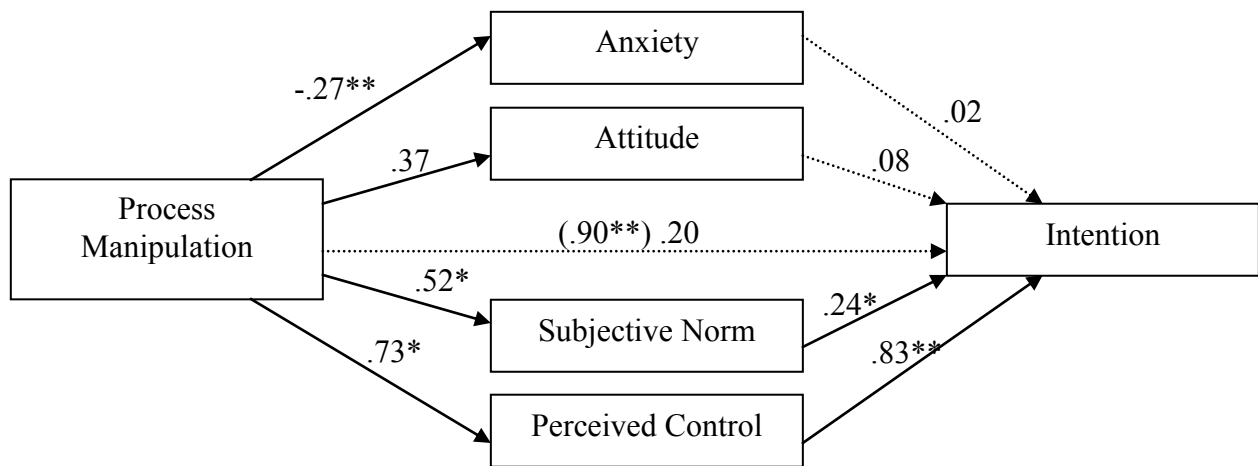 Anxiety
-.27**
.02
Attitude
.37
.08
Process
Manipulation
(.90**) .20
Intention
.52*
.24*
Subjective Norm
.73*
.83**
Perceived Control